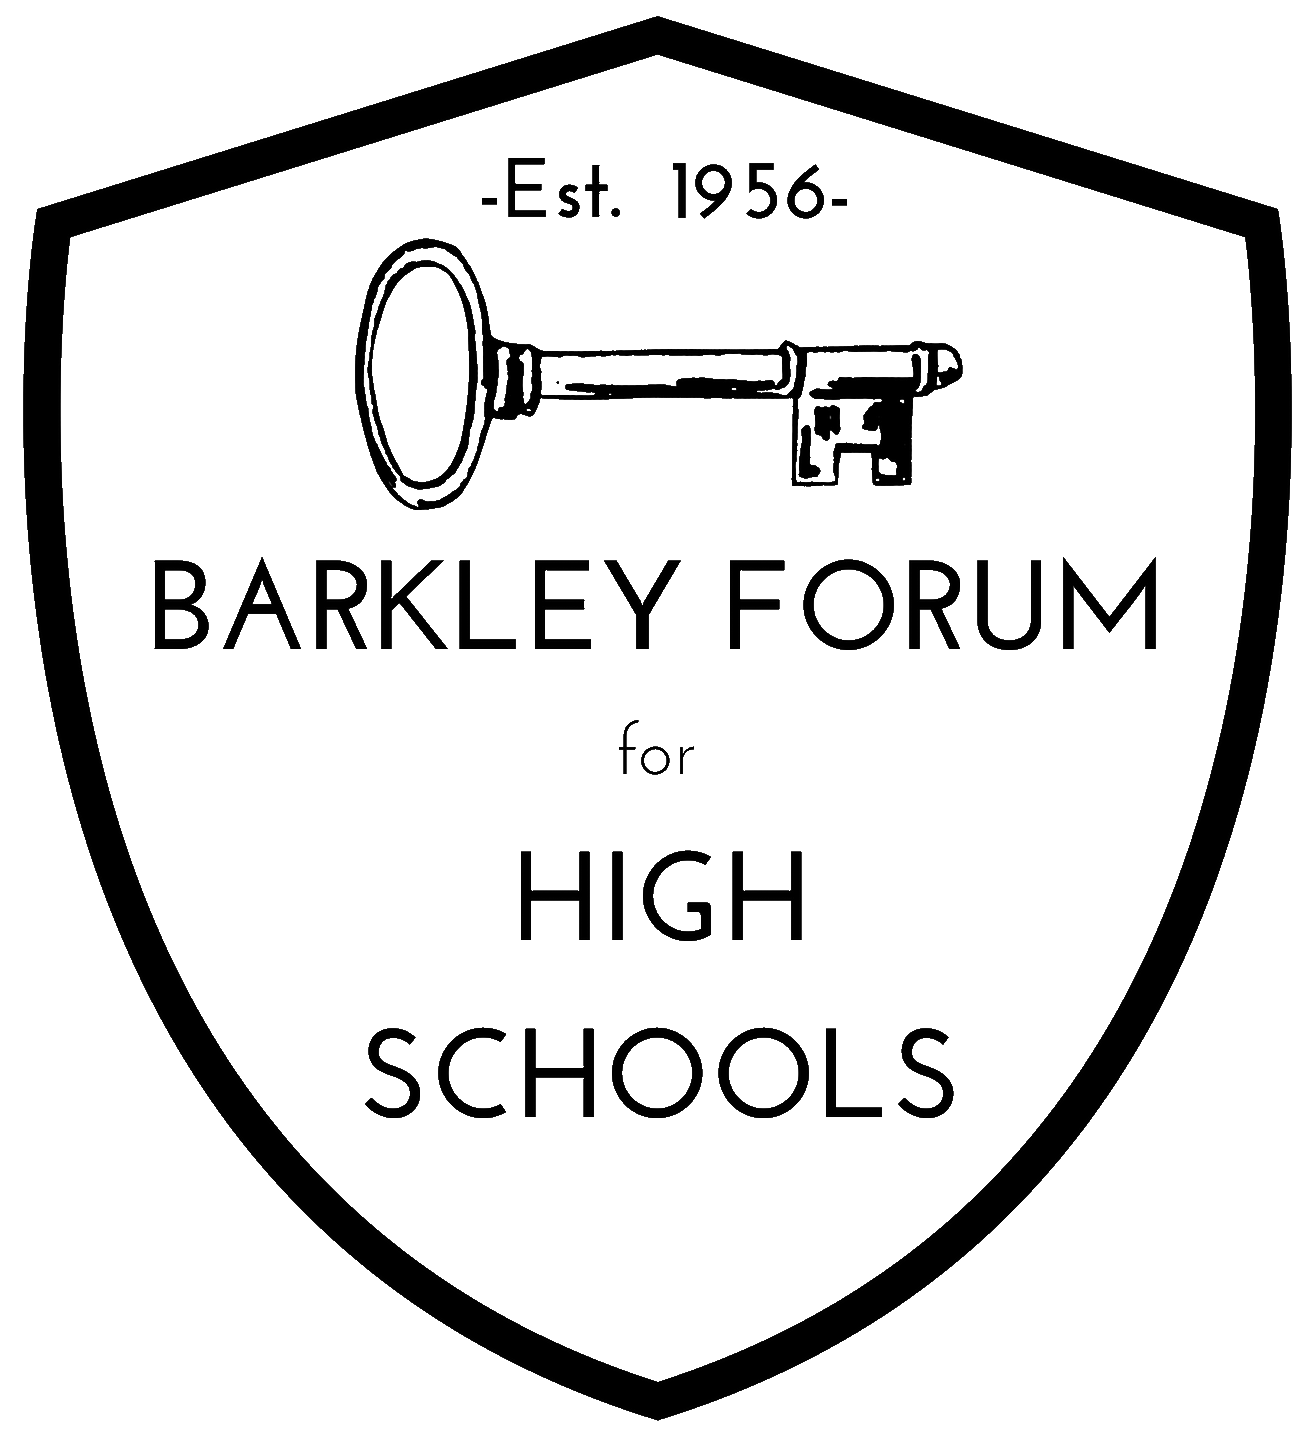 -Est. 1956-
BARKLEY FORUM
for
HIGH
SCHOOLS